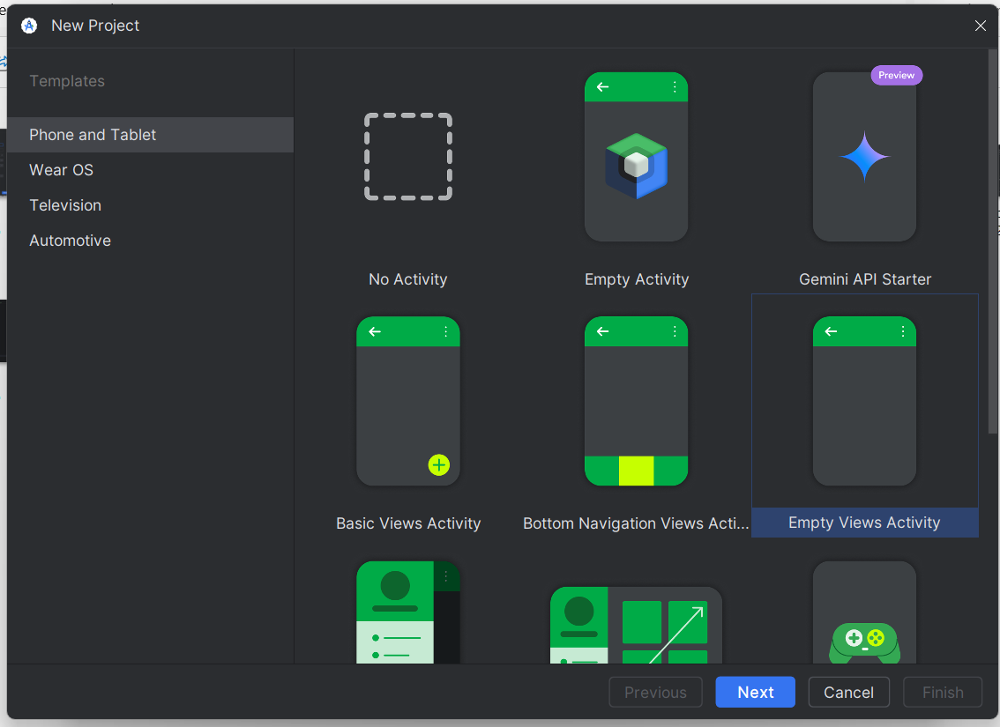 New Project
Templates
Phone and Tablet
Wear OS
Television
Automotive
No Activity
Empty Activity
Preview
Gemini API Starter
Basic Views Activity
Bottom Navigation Views Acti...
Empty Views Activity
Previous
Next
Cancel
Finish